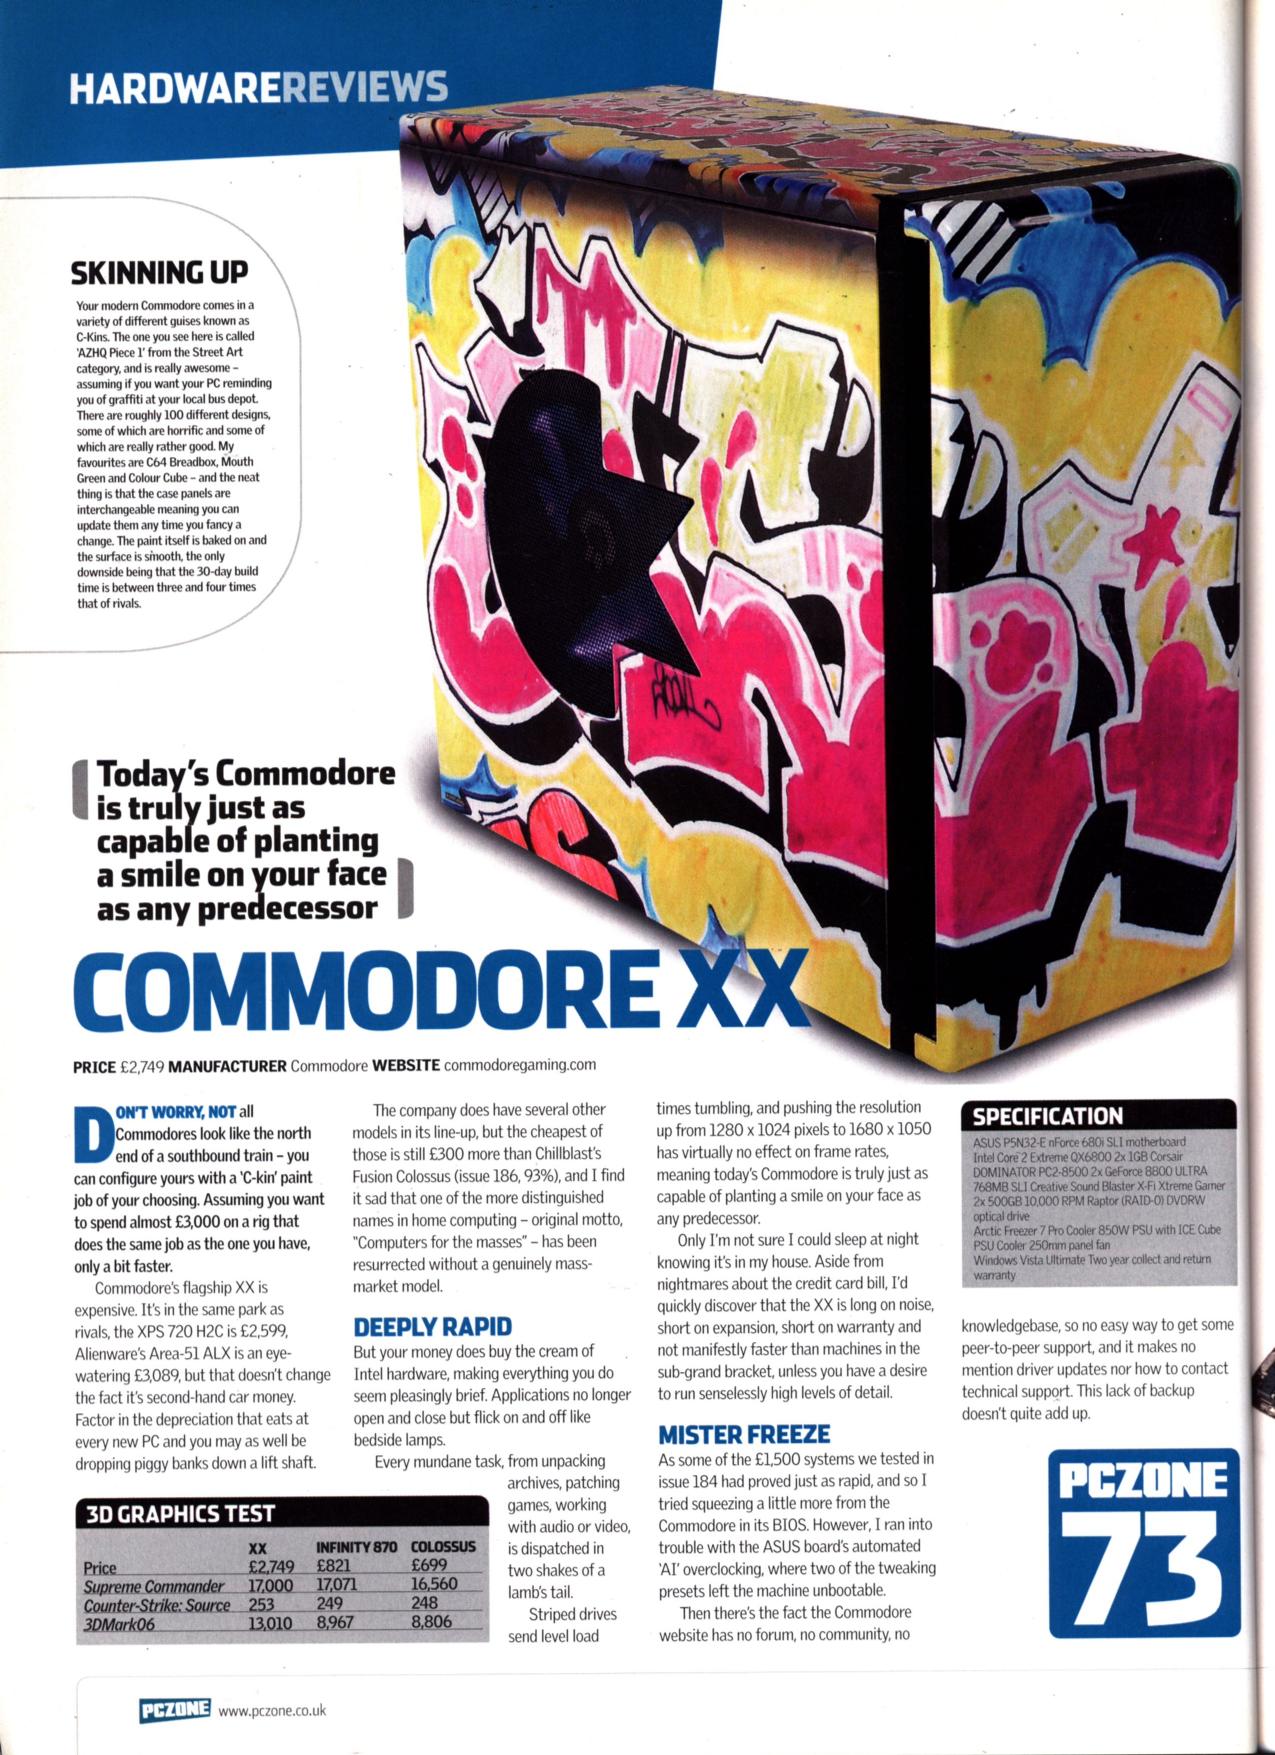 HARDWAREREVIEWS
SKINNING UP
Your modern Commodore comes in a
variety of different guises known as
C-Kins. The one you see here is called
'AZHQ Piece 1' from the Street Art
category, and is really awesome –
assuming if you want your PC reminding
you of graffiti at your local bus depot.
There are roughly 100 different designs,
some of which are horrific and some of
which are really rather good. My
favourites are C64 Breadbox, Mouth
Green and Colour Cube – and the neat
thing is that the case panels are
interchangeable meaning you can
update them any time you fancy a
change. The paint itself is baked on and
the surface is smooth, the only
downside being that the 30-day build
time is between three and four times
that of rivals.
Today's Commodore
is truly just as
capable of planting
a smile on your face
as any predecessor
COMMODORE XX
PRICE £2,749 MANUFACTURER Commodore WEBSITE commodoregaming.com
DON'T WORRY, NOT all
Commodores look like the north
end of a southbound train – you
can configure yours with a 'C-kin' paint
job of your choosing. Assuming you want
to spend almost £3,000 on a rig that
does the same job as the one you have,
only a bit faster.
Commodore's flagship XX is
expensive. It's in the same park as
rivals, the XPS 720 H2C is £2,599,
Alienware's Area-51 ALX is an eye-
watering £3,089, but that doesn't change
the fact it's second-hand car money.
Factor in the depreciation that eats at
every new PC and you may as well be
dropping piggy banks down a lift shaft.
The company does have several other
models in its line-up, but the cheapest of
those is still £300 more than Chillblast's
Fusion Colossus (issue 186, 93%), and I find
it sad that one of the more distinguished
names in home computing – original motto,
"Computers for the masses" – has been
resurrected without a genuinely mass-
market model.
DEEPLY RAPID
But your money does buy the cream of
Intel hardware, making everything you do
seem pleasingly brief. Applications no longer
open and close but flick on and off like
bedside lamps.
Every mundane task, from unpacking
archives, patching
games, working
with audio or video,
is dispatched in
two shakes of a
lamb's tail.
Striped drives
send level load
times tumbling, and pushing the resolution
up from 1280 x 1024 pixels to 1680 x 1050
has virtually no effect on frame rates,
meaning today's Commodore is truly just as
capable of planting a smile on your face as
any predecessor.
Only I'm not sure I could sleep at night
knowing it's in my house. Aside from
nightmares about the credit card bill, I'd
quickly discover that the XX is long on noise,
short on expansion, short on warranty and
not manifestly faster than machines in the
sub-grand bracket, unless you have a desire
to run senselessly high levels of detail.
MISTER FREEZE
As some of the £1,500 systems we tested in
issue 184 had proved just as rapid, and so I
tried squeezing a little more from the
Commodore in its BIOS. However, I ran into
trouble with the ASUS board's automated
'AI' overclocking, where two of the tweaking
presets left the machine unbootable.
Then there's the fact the Commodore
website has no forum, no community, no
knowledgebase, so no easy way to get some
peer-to-peer support, and it makes no
mention driver updates nor how to contact
technical support. This lack of backup
doesn't quite add up.
SPECIFICATION
ASUS P5N32-E nForce 680i SLI motherboard
Intel Core 2 Extreme QX6800 2x 1GB Corsair
DOMINATOR PC2-8500 2x GeForce 8800 ULTRA
768MB SLI Creative Sound Blaster X-Fi Xtreme Gamer
2x 500GB 10,000 RPM Raptor (RAID-0) DVDRW
optical drive
Arctic Freezer 7 Pro Cooler 850W PSU with ICE Cube
PSU Cooler 250mm panel fan
Windows Vista Ultimate Two year collect and return
warranty
3D GRAPHICS TEST
XX INFINITY 870 COLOSSUS
Price £2,749 £821 £699
Supreme Commander 17,000 17,071 16,560
Counter-Strike: Source 253 249 248
3DMark06 13,010 8,967 8,806
PCZONE
73
PCZONE www.pczone.co.uk